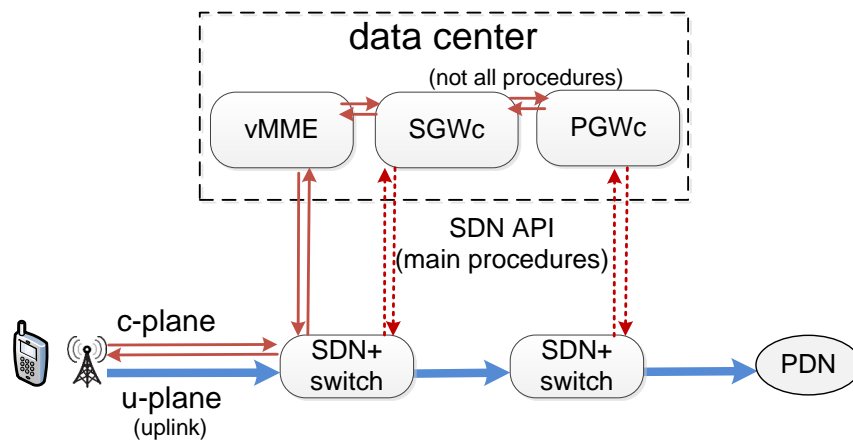 data center
(not all procedures)
vMME
SGWc
PGWc
SDN API
(main procedures)
c-plane
SDN+
switch
SDN+
switch
PDN
u-plane
(uplink)